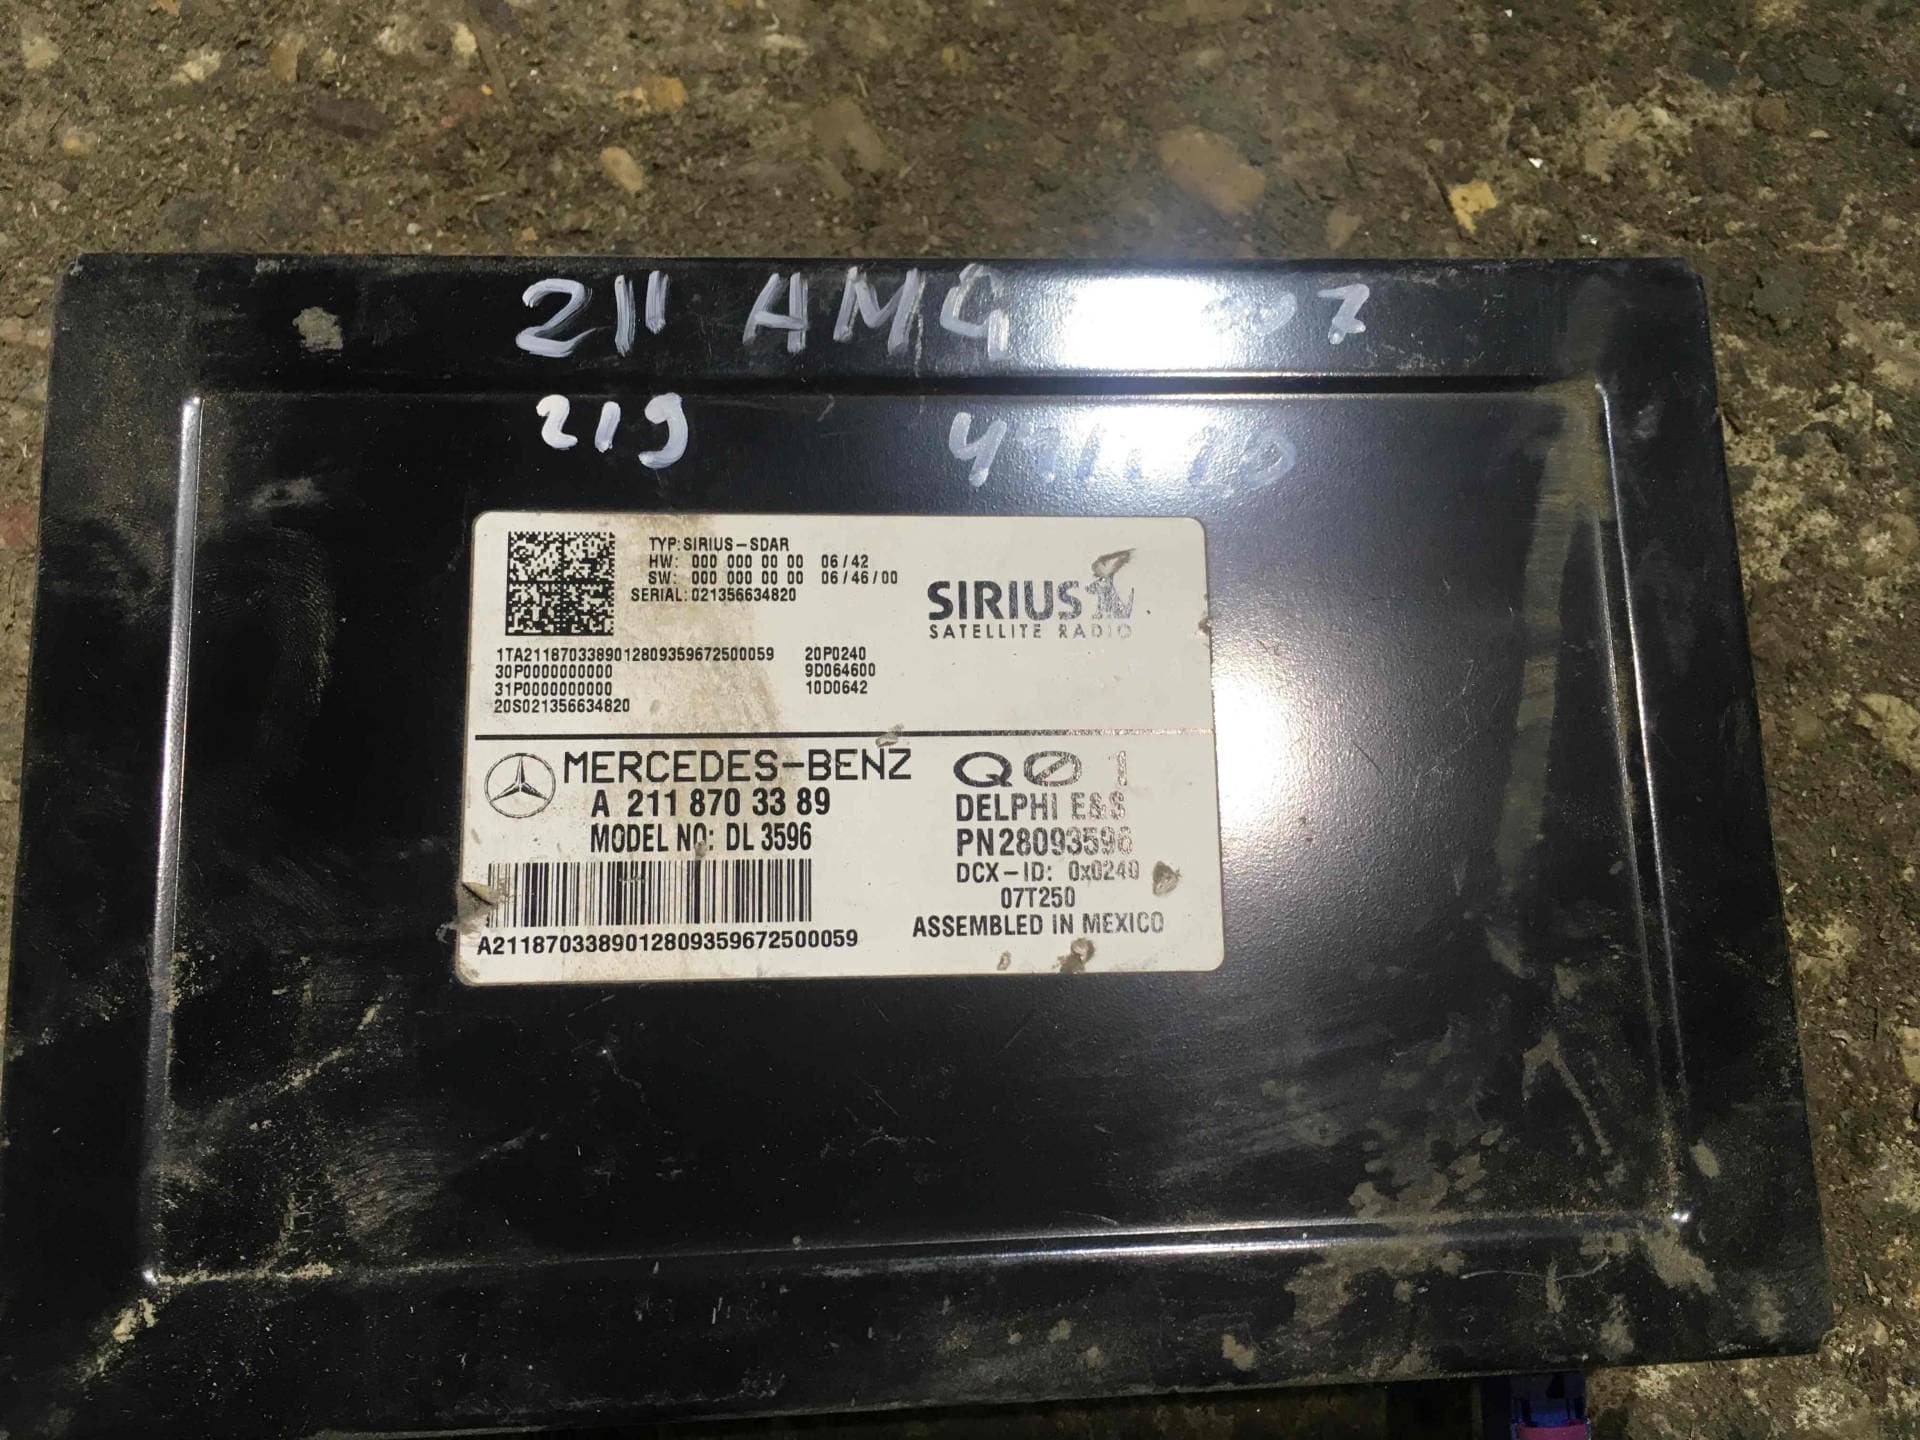 211 AMG 07
219
TYP: SIRIUS-SDAR
HW: 000 000 00 00 06/42
SW: 000 000 00 00 06/46/00
SERIAL: 021356634820
SIRIUS
SATELLITE RADIO
1TA2118703389012809359672500059 20P0240
30P0000000000 9D064600
31P0000000000 10D0642
20S021356634820
MERCEDES-BENZ
A 211 870 33 89
MODEL NO: DL 3596
A2118703389012809359672500059
QØ1
DELPHI E&S
PN28093596
DCX-ID: 0x0240
07T250
ASSEMBLED IN MEXICO